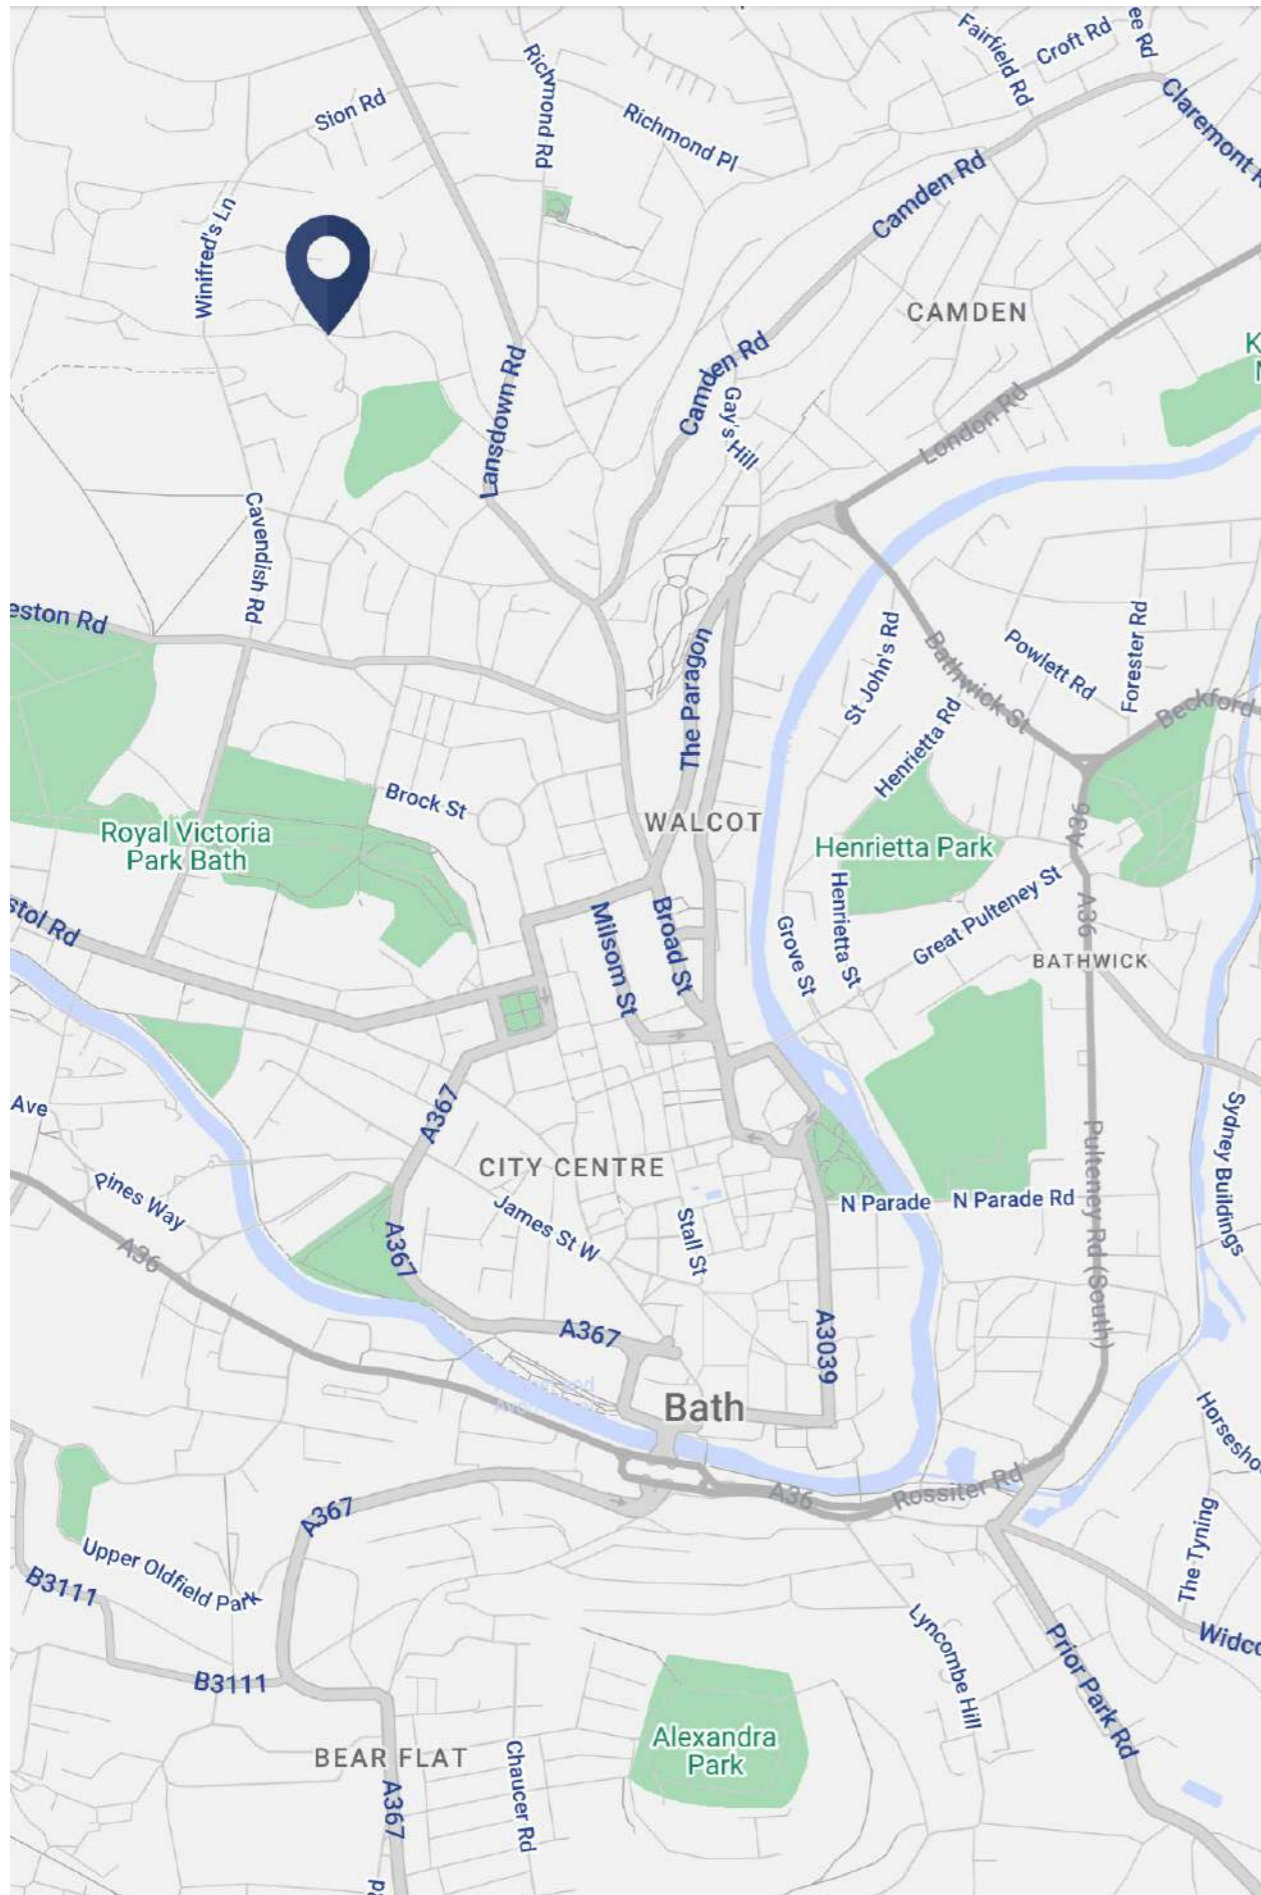 Fairfield Rd
Croft Rd
ee Rd
Richmond Rd
Sion Rd
Richmond Pl
Claremont R
Camden Rd
Winifred's Ln
CAMDEN
Lansdown Rd
Camden Rd
Gay's Hill
London Rd
K
Cavendish Rd
eston Rd
The Paragon
St John's Rd
Bathwick St
Powlett Rd
Forester Rd
Henrietta Rd
Beckford
Brock St
WALCOT
A36
Royal Victoria
Park Bath
Henrietta Park
Henrietta St
Great Pulteney St
A36
stol Rd
Milsom St
Broad St
Grove St
BATHWICK
Ave
A367
Sydney Buildings
CITY CENTRE
Pines Way
N Parade
N Parade Rd
James St W
Stall St
Pulteney Rd (South)
A36
A367
A367
A3039
Bath
Horsesho
A367
A36
Rossiter Rd
The Tyning
Upper Oldfield Park
B3111
Lyncombe Hill
Prior Park Rd
Widco
B3111
Alexandra
Park
BEAR FLAT
Chaucer Rd
A367